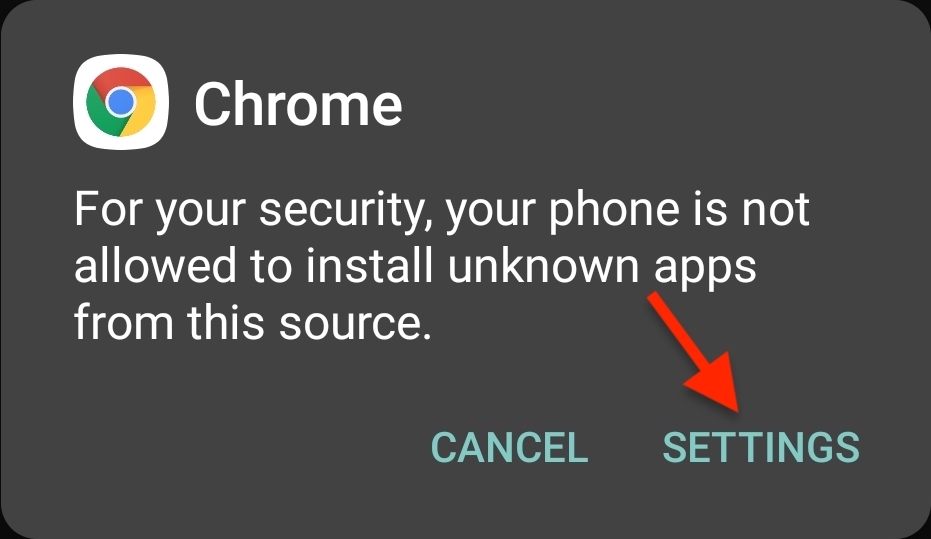 Chrome
For your security, your phone is not
allowed to install unknown apps
from this source.
CANCEL SETTINGS